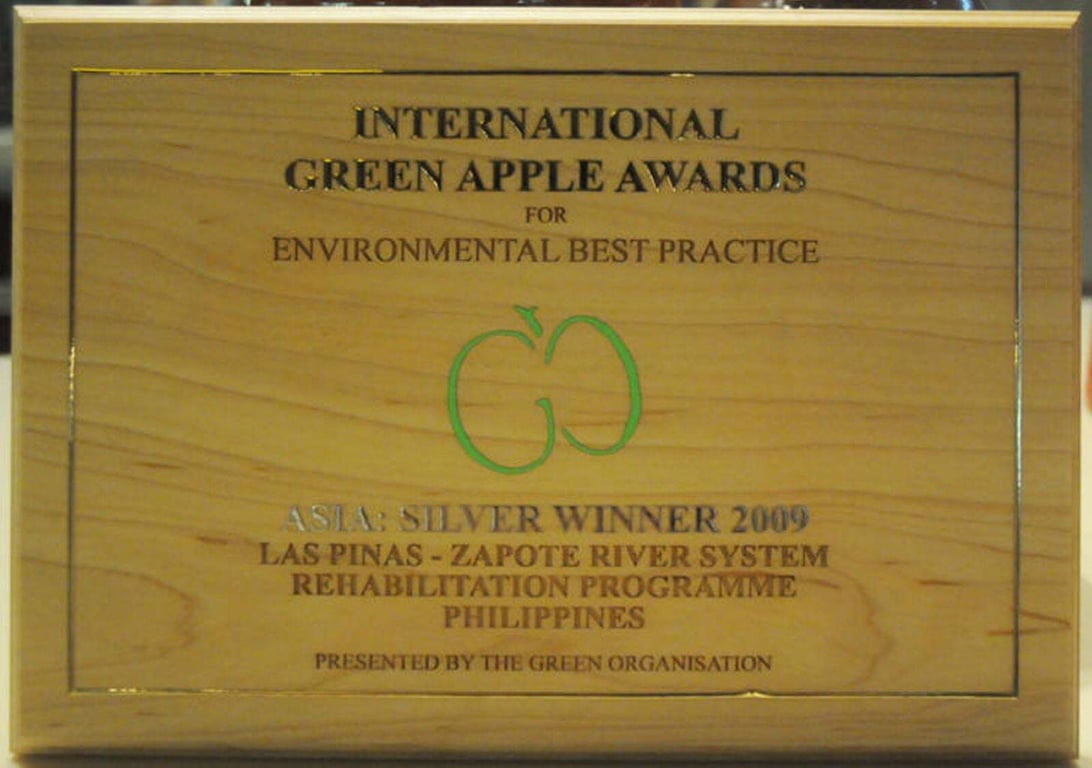 INTERNATIONAL
GREEN APPLE AWARDS
FOR
ENVIRONMENTAL BEST PRACTICE
ASIA: SILVER WINNER 2009
LAS PINAS - ZAPOTE RIVER SYSTEM
REHABILITATION PROGRAMME
PHILIPPINES
PRESENTED BY THE GREEN ORGANISATION